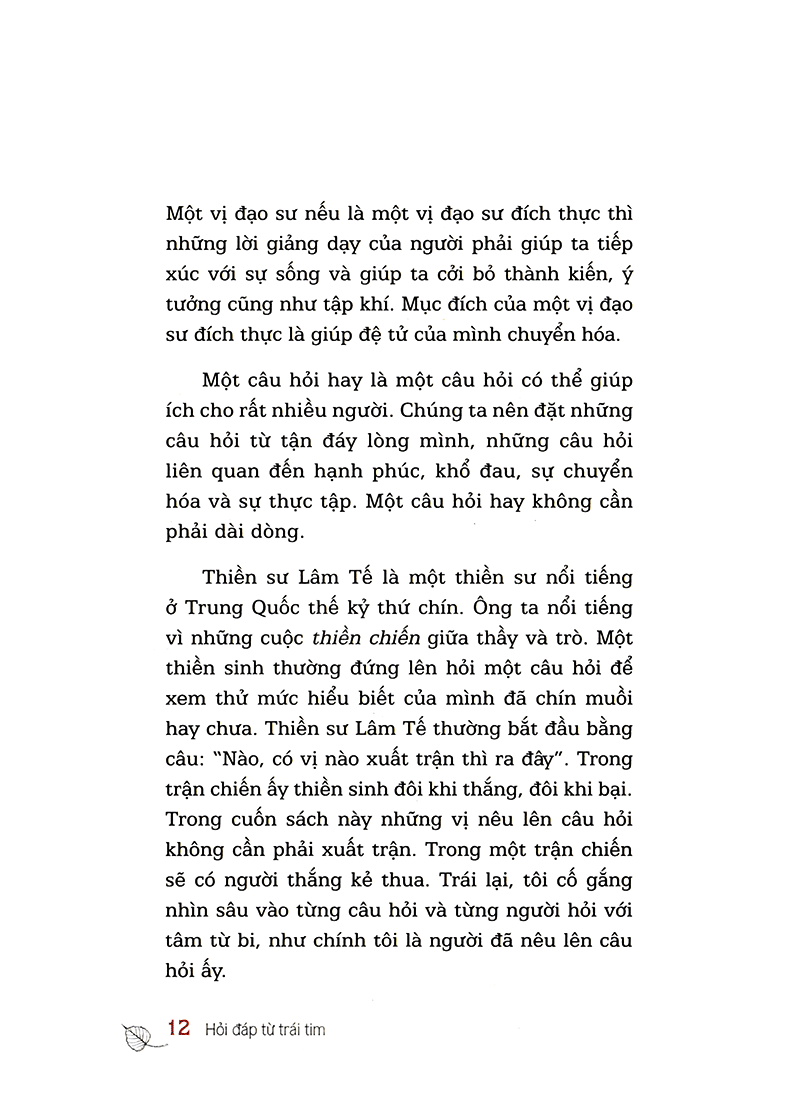 Một vị đạo sư nếu là một vị đạo sư đích thực thì
những lời giảng dạy của người phải giúp ta tiếp
xúc với sự sống và giúp ta cởi bỏ thành kiến, ý
tưởng cũng như tập khí. Mục đích của một vị đạo
sư đích thực là giúp đệ tử của mình chuyển hóa.
Một câu hỏi hay là một câu hỏi có thể giúp
ích cho rất nhiều người. Chúng ta nên đặt những
câu hỏi từ tận đáy lòng mình, những câu hỏi
liên quan đến hạnh phúc, khổ đau, sự chuyển
hóa và sự thực tập. Một câu hỏi hay không cần
phải dài dòng.
Thiền sư Lâm Tế là một thiền sư nổi tiếng
ở Trung Quốc thế kỷ thứ chín. Ông ta nổi tiếng
vì những cuộc thiền chiến giữa thầy và trò. Một
thiền sinh thường đứng lên hỏi một câu hỏi để
xem thử mức hiểu biết của mình đã chín muồi
hay chưa. Thiền sư Lâm Tế thường bắt đầu bằng
câu: “Nào, có vị nào xuất trận thì ra đây”. Trong
trận chiến ấy thiền sinh đôi khi thắng, đôi khi bại.
Trong cuốn sách này những vị nêu lên câu hỏi
không cần phải xuất trận. Trong một trận chiến
sẽ có người thắng kẻ thua. Trái lại, tôi cố gắng
nhìn sâu vào từng câu hỏi và từng người hỏi với
tâm từ bi, như chính tôi là người đã nêu lên câu
hỏi ấy.
12 Hỏi đáp từ trái tim